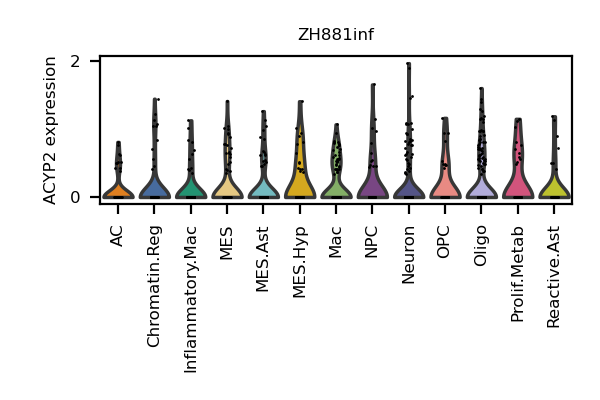 ZH881inf
ACYP2 expression
2
0
AC
Chromatin.Reg
Inflammatory.Mac
MES
MES.Ast
MES.Hyp
Mac
NPC
Neuron
OPC
Oligo
Prolif.Metab
Reactive.Ast